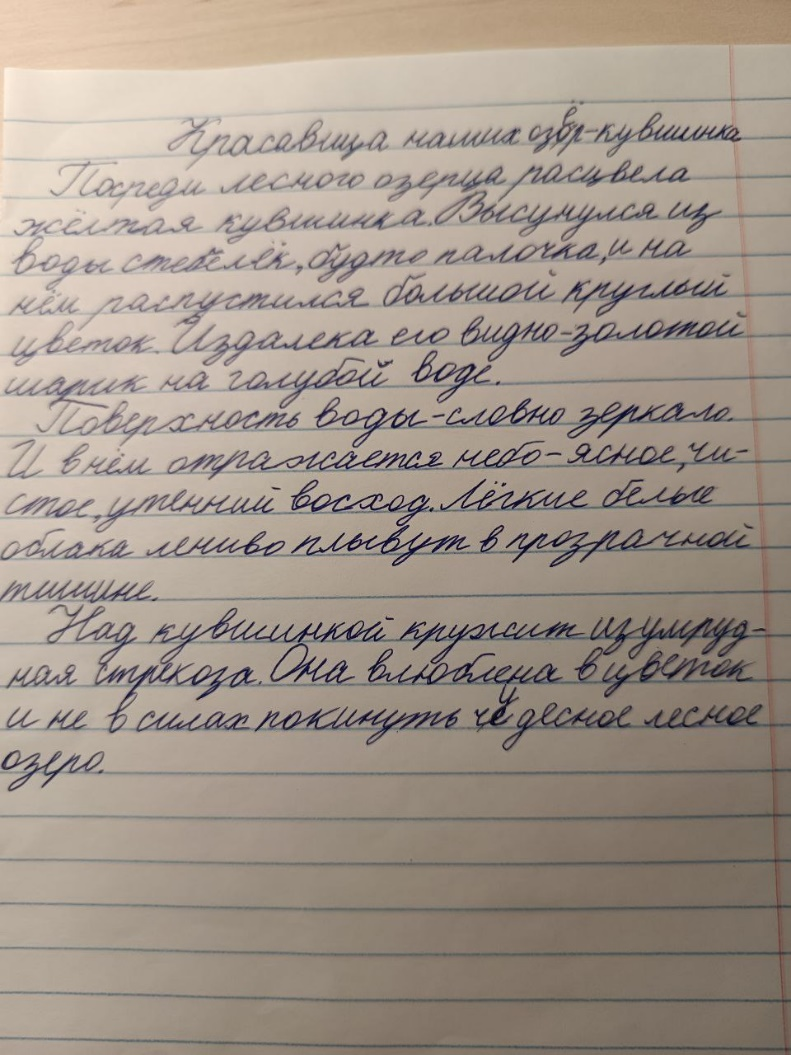 Красавица наших озёр-кувшинка
Посреди лесного озерца расцвела
жёлтая кувшинка. Высунулся из
воды стебелёк, будто палочка, и на
нём распустился большой круглый
цветок. Издалека его видно-золотой
шарик на голубой воде.
Поверхность воды-словно зеркало.
И в нём отражается небо-ясное, чи-
стое, утенний восход. Лёгкие белые
облака лениво плывут в прозрачной
тишине.
Над кувшинкой кружит изумруд-
ная стрекоза. Она влюблена в цветок
и не в силах покинуть чудесное лесное
озеро.